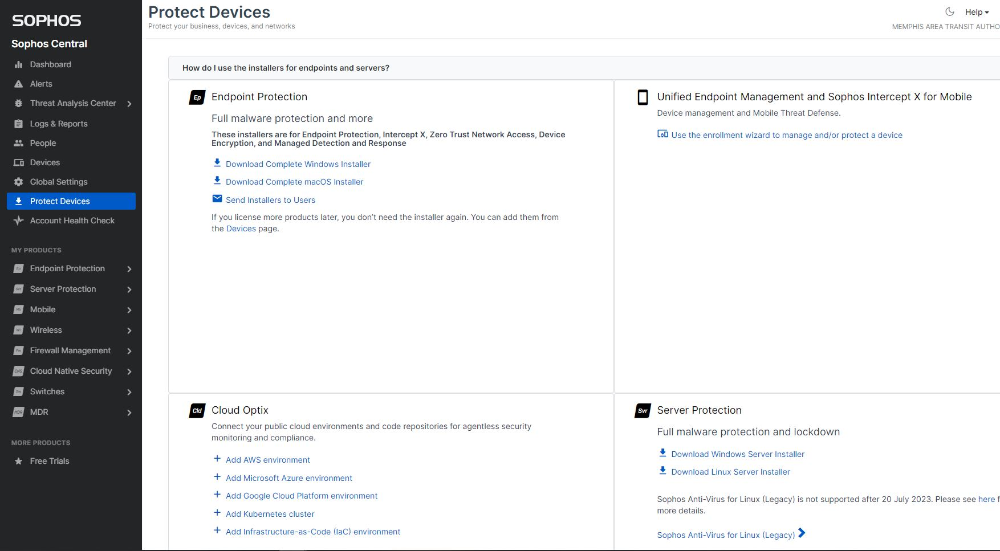 SOPHOS
Sophos Central
Dashboard
Alerts
Threat Analysis Center
Logs & Reports
People
Devices
Global Settings
Protect Devices
Account Health Check
MY PRODUCTS
Ep Endpoint Protection
Svr Server Protection
Mb Mobile
Wi Wireless
Fw Firewall Management
CNS Cloud Native Security
Sw Switches
MDR MDR
MORE PRODUCTS
Free Trials
Protect Devices
Protect your business, devices, and networks
Help
MEMPHIS AREA TRANSIT AUTHO
How do I use the installers for endpoints and servers?
Ep Endpoint Protection
Full malware protection and more
These installers are for Endpoint Protection, Intercept X, Zero Trust Network Access, Device
Encryption, and Managed Detection and Response
Download Complete Windows Installer
Download Complete macOS Installer
Send Installers to Users
If you license more products later, you don't need the installer again. You can add them from
the Devices page.
Unified Endpoint Management and Sophos Intercept X for Mobile
Device management and Mobile Threat Defense.
Use the enrollment wizard to manage and/or protect a device
Cld Cloud Optix
Connect your public cloud environments and code repositories for agentless security
monitoring and compliance.
Add AWS environment
Add Microsoft Azure environment
Add Google Cloud Platform environment
Add Kubernetes cluster
Add Infrastructure-as-Code (IaC) environment
Svr Server Protection
Full malware protection and lockdown
Download Windows Server Installer
Download Linux Server Installer
Sophos Anti-Virus for Linux (Legacy) is not supported after 20 July 2023. Please see here f
more details.
Sophos Anti-Virus for Linux (Legacy)